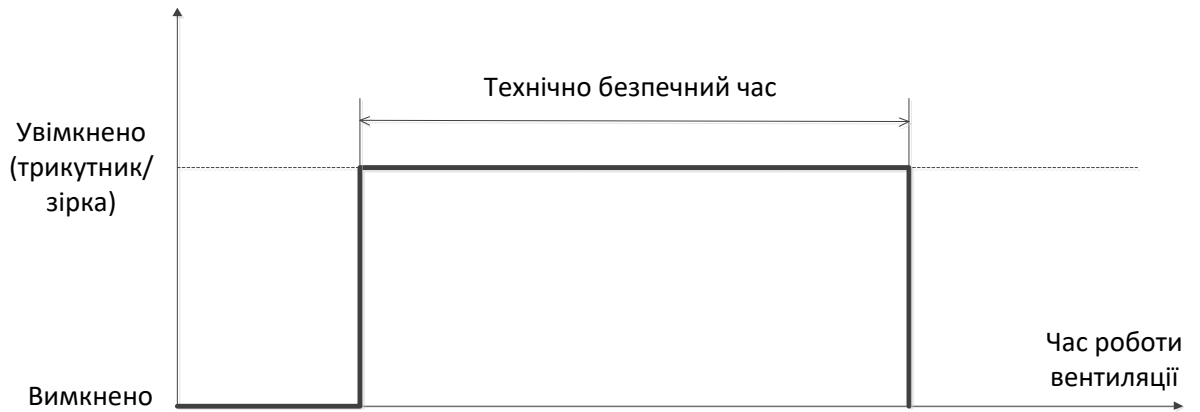 Технічно безпечний час
Увімкнено
(трикутник/
зірка)
Час роботи
вентиляції
Вимкнено